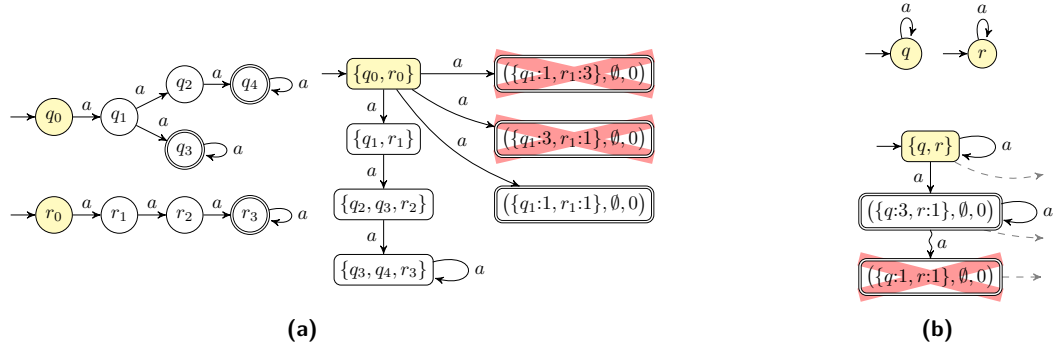 a
q₀ a q₁ a q₂ a q₄ a
a q₃ a
r₀ a r₁ a r₂ a r₃ a
{q₀, r₀} a ({q₁:1, r₁:3}, ∅, 0)
a a
{q₁, r₁} ({q₁:3, r₁:1}, ∅, 0)
a a
{q₂, q₃, r₂} ({q₁:1, r₁:1}, ∅, 0)
a
{q₃, q₄, r₃} a
(a)
a a
q r
{q, r} a
a
({q:3, r:1}, ∅, 0) a
a
({q:1, r:1}, ∅, 0)
(b)